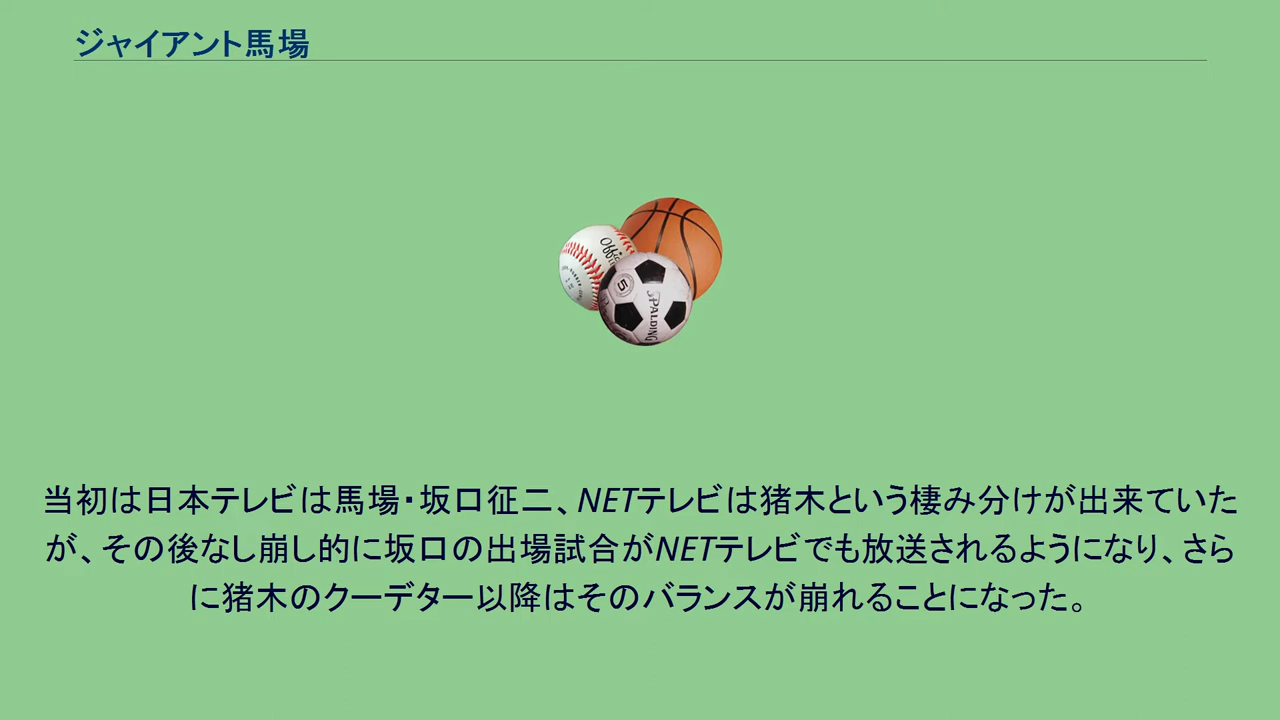 ジャイアント馬場
Offic
5
SPALDING
当初は日本テレビは馬場・坂口征二、NETテレビは猪木という棲み分けが出来ていた
が、その後なし崩し的に坂口の出場試合がNETテレビでも放送されるようになり、さら
に猪木のクーデター以降はそのバランスが崩れることになった。